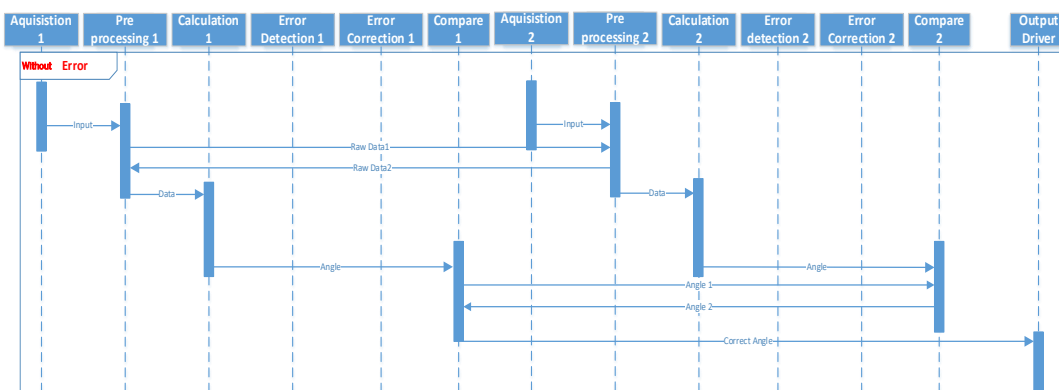 Aquisistion
1
Pre
processing 1
Calculation
1
Error
Detection 1
Error
Correction 1
Compare
1
Aquisistion
2
Pre
processing 2
Calculation
2
Error
detection 2
Error
Correction 2
Compare
2
Output
Driver
Without Error
Input
Input
Raw Data1
Raw Data2
Data
Data
Angle
Angle
Angle 1
Angle 2
Correct Angle